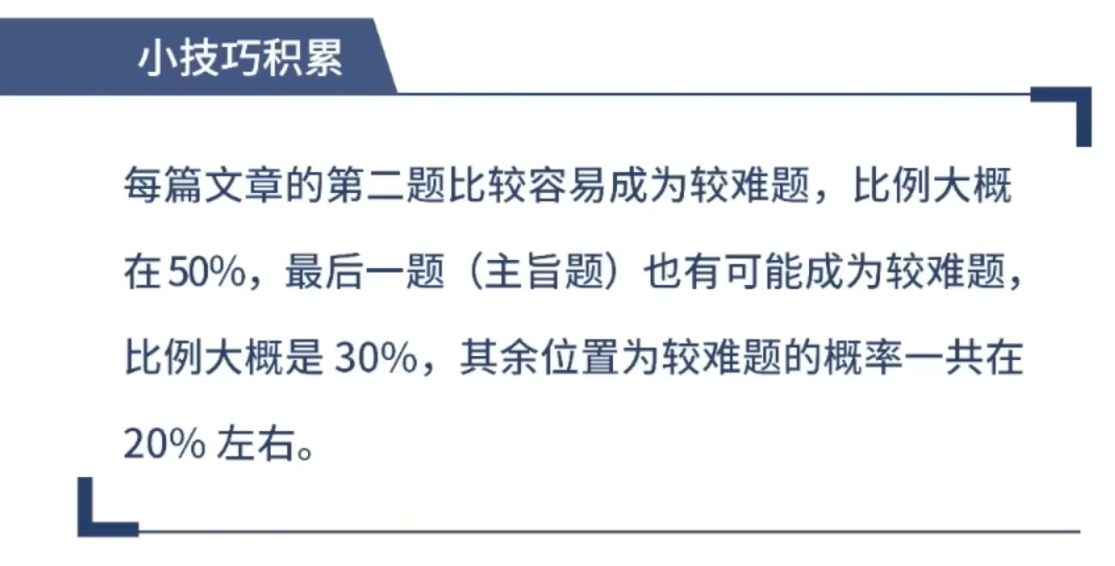 小技巧积累
每篇文章的第二题比较容易成为较难题，比例大概
在50%，最后一题（主旨题）也有可能成为较难题，
比例大概是 30%，其余位置为较难题的概率一共在
20% 左右。